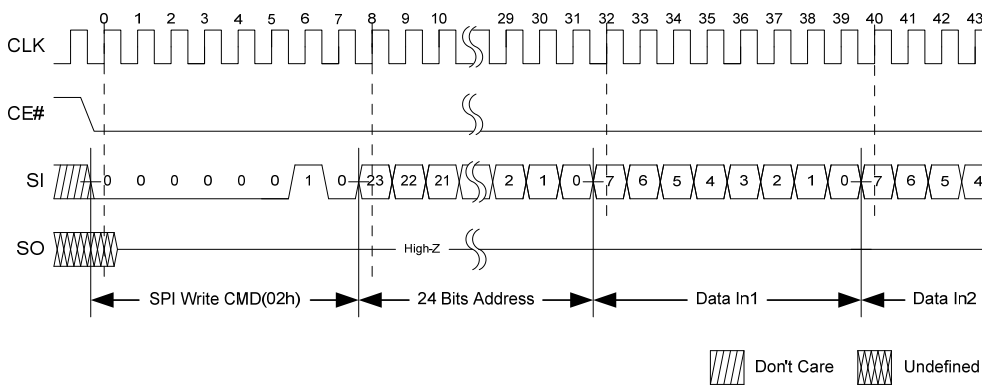 0 1 2 3 4 5 6 7 8 9 10 29 30 31 32 33 34 35 36 37 38 39 40 41 42 43
CLK
CE#
SI 0 0 0 0 0 0 1 0 23 22 21 2 1 0 7 6 5 4 3 2 1 0 7 6 5 4
SO High-Z
SPI Write CMD(02h) 24 Bits Address Data In1 Data In2
Don't Care Undefined